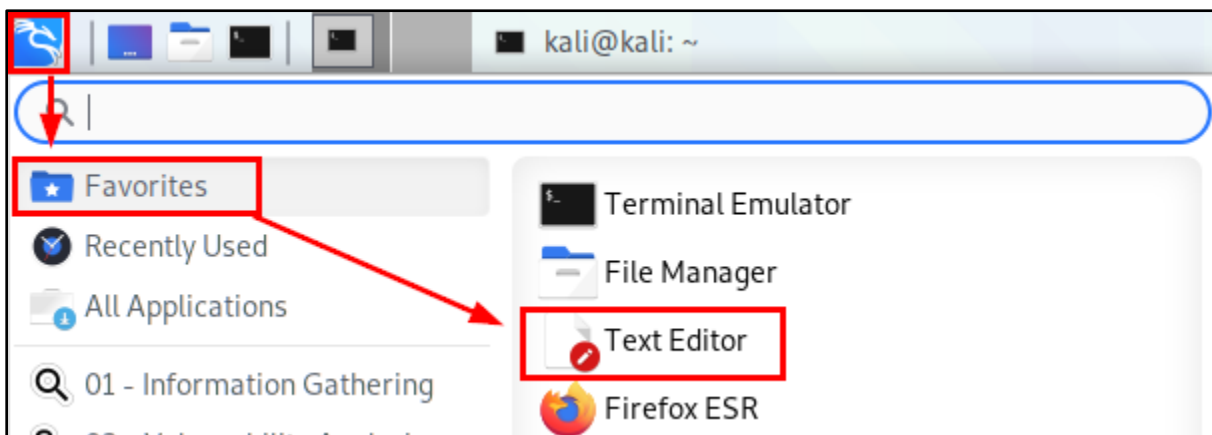 kali@kali: ~
Favorites
Recently Used
All Applications
01 - Information Gathering
Terminal Emulator
File Manager
Text Editor
Firefox ESR